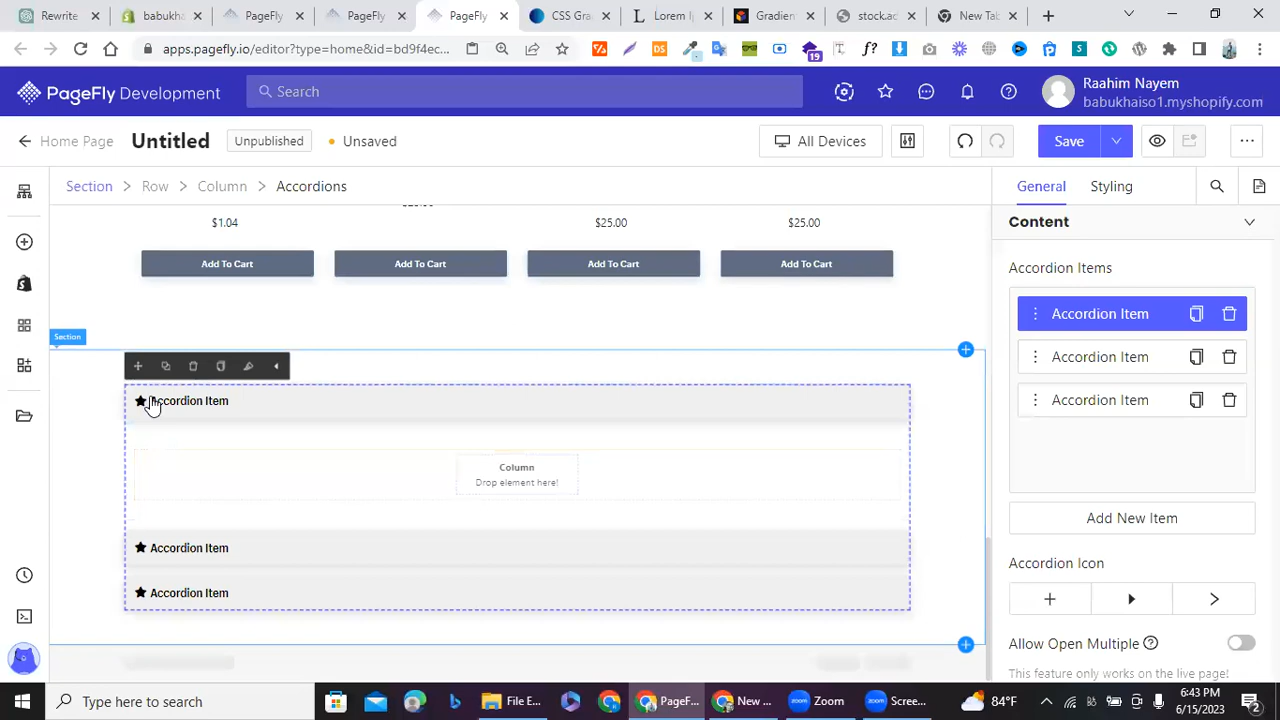 Rewrite
babukh
PageFly
PageFly
PageFly
CSS Gra
Lorem I
Gradien
stock.ad
New Tab
apps.pagefly.io/editor?type=home&id=bd9f4ec...
19
PageFly Development
Search
Raahim Nayem
babukhaiso1.myshopify.com
Home Page
Untitled
Unpublished
Unsaved
All Devices
Save
Section > Row > Column > Accordions
General
Styling
Content
$1.04
$25.00
$25.00
Add To Cart
Add To Cart
Add To Cart
Add To Cart
Section
Accordion Item
Column
Drop element here!
Accordion Item
Accordion Item
Accordion Items
Accordion Item
Accordion Item
Accordion Item
Add New Item
Accordion Icon
Allow Open Multiple
This feature only works on the live page!
Type here to search
File E...
PageF...
New ...
Zoom
Scree...
84°F
6:43 PM
6/15/2023
2